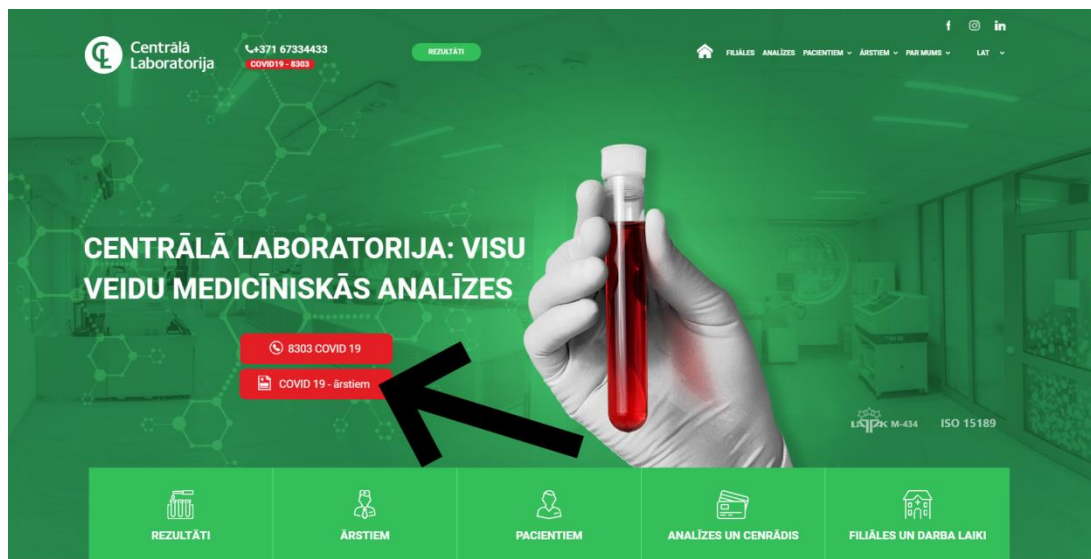 Centrālā
Laboratorija
+371 67334433
COVID19 - 8303
REZULTĀTI
FILIĀLES ANALĪZES PACIENTIEM ĀRSTIEM PAR MUMS LAT
CENTRĀLĀ LABORATORIJA: VISU
VEIDU MEDICĪNISKĀS ANALĪZES
8303 COVID 19
COVID 19 - ārstiem
M-434 ISO 15189
REZULTĀTI
ĀRSTIEM
PACIENTIEM
ANALĪZES UN CENRĀDIS
FILIĀLES UN DARBA LAIKI